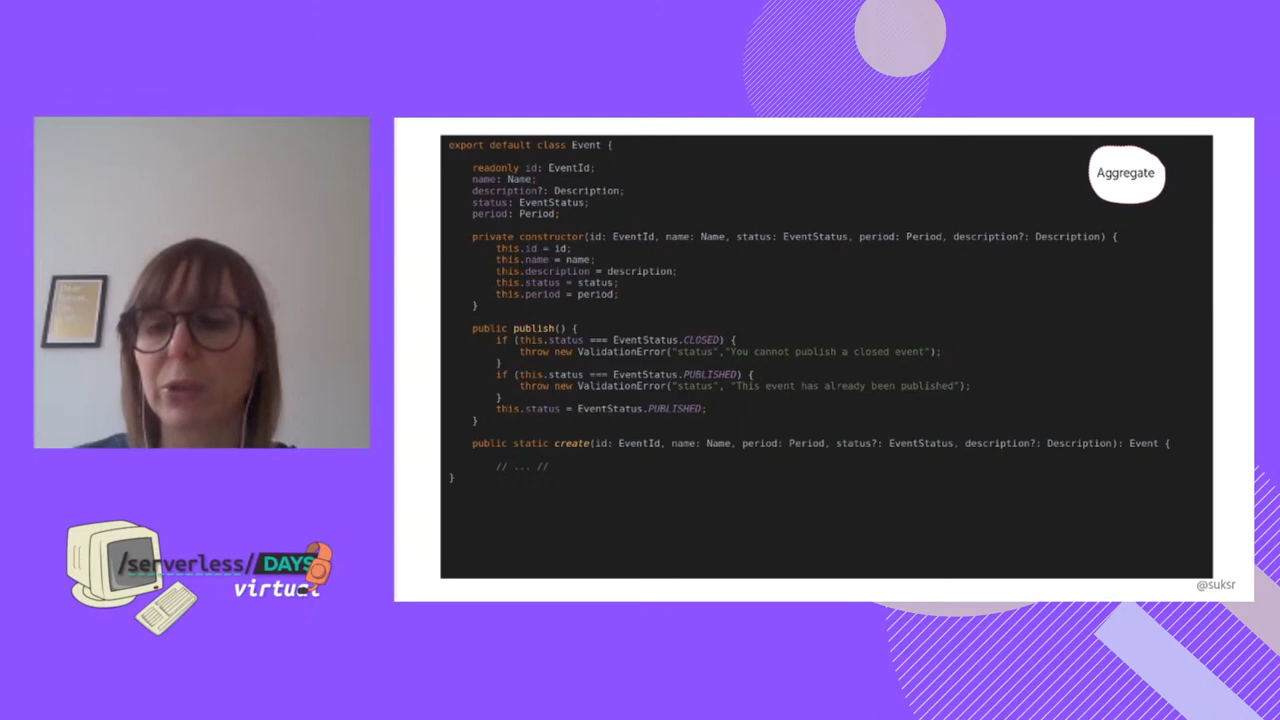 export default class Event {
readonly id: EventId;
name: Name;
description?: Description;
status: EventStatus;
period: Period;
private constructor(id: EventId, name: Name, status: EventStatus, period: Period, description?: Description) {
this.id = id;
this.name = name;
this.description = description;
this.status = status;
this.period = period;
}
public publish() {
if (this.status === EventStatus.CLOSED) {
throw new ValidationError("status","You cannot publish a closed event");
}
if (this.status === EventStatus.PUBLISHED) {
throw new ValidationError("status", "This event has already been published");
}
this.status = EventStatus.PUBLISHED;
}
public static create(id: EventId, name: Name, period: Period, status?: EventStatus, description?: Description): Event {
// ... //
}
Aggregate
@suksr
/serverless/DAYS
virtual